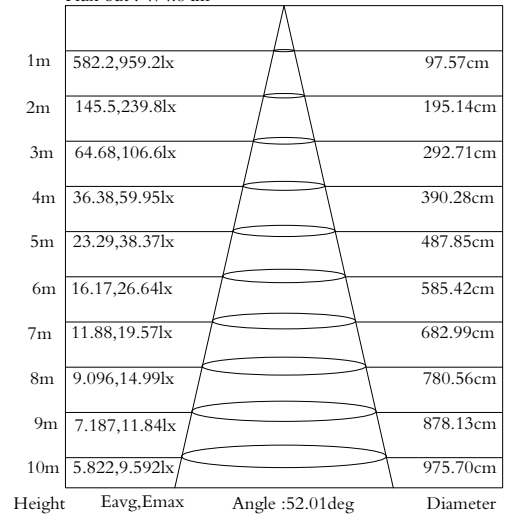 1m 582.2,959.2lx 97.57cm
2m 145.5,239.8lx 195.14cm
3m 64.68,106.6lx 292.71cm
4m 36.38,59.95lx 390.28cm
5m 23.29,38.37lx 487.85cm
6m 16.17,26.64lx 585.42cm
7m 11.88,19.57lx 682.99cm
8m 9.096,14.99lx 780.56cm
9m 7.187,11.84lx 878.13cm
10m 5.822,9.592lx 975.70cm
Height Eavg,Emax Angle :52.01deg Diameter